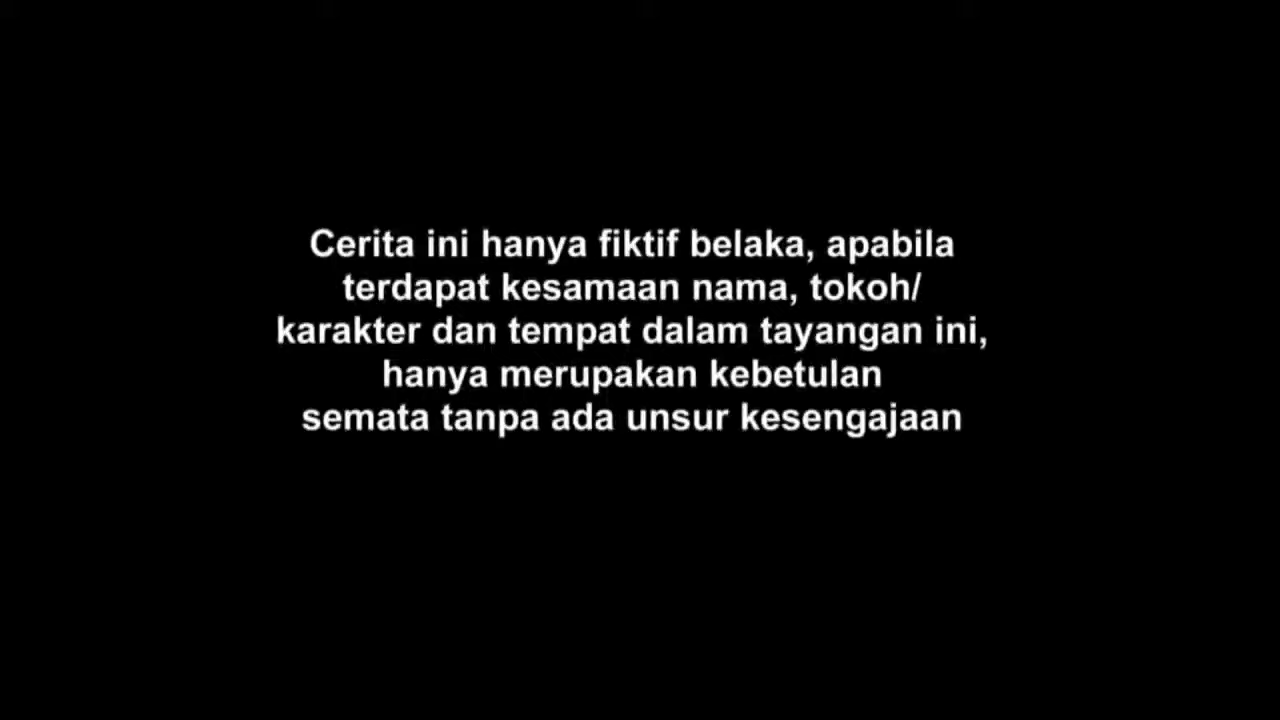 Cerita ini hanya fiktif belaka, apabila
terdapat kesamaan nama, tokoh/
karakter dan tempat dalam tayangan ini,
hanya merupakan kebetulan
semata tanpa ada unsur kesengajaan